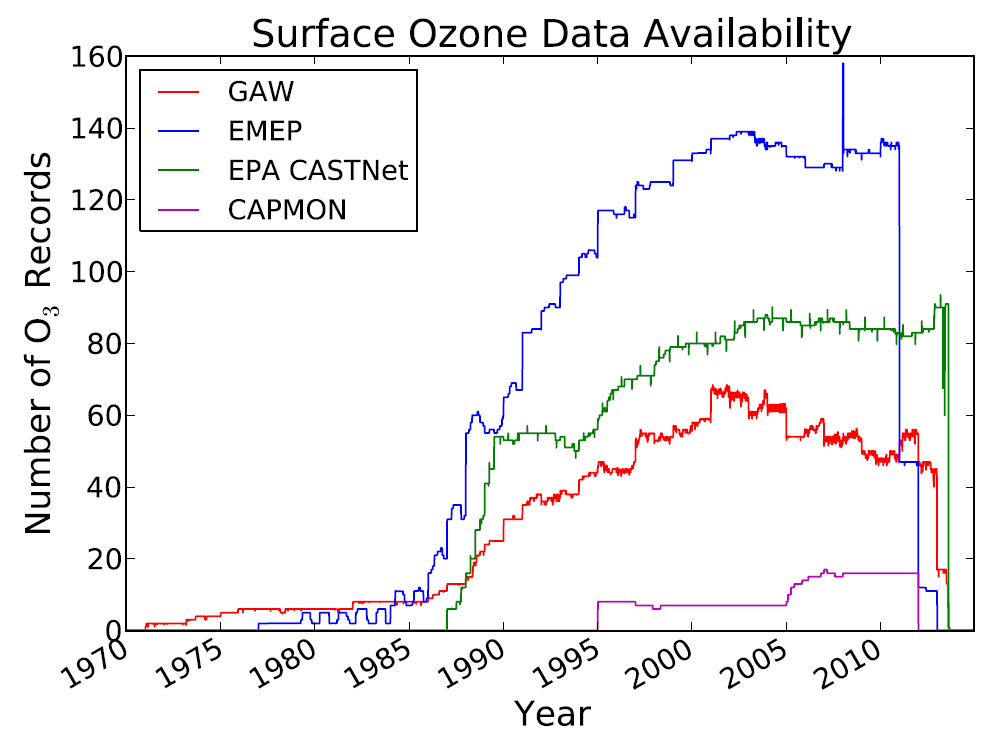 Surface Ozone Data Availability
160
140
120
100
80
60
40
20
0
Number of O₃ Records
GAW
EMEP
EPA CASTNet
CAPMON
1970
1975
1980
1985
1990
1995
2000
2005
2010
Year